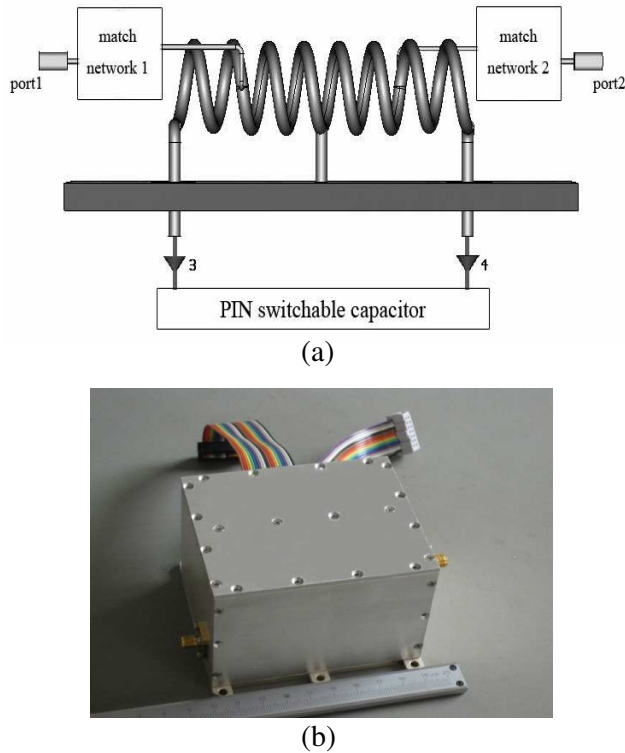 match
network 1
port1
match
network 2
port2
3
4
PIN switchable capacitor
(a)
(b)